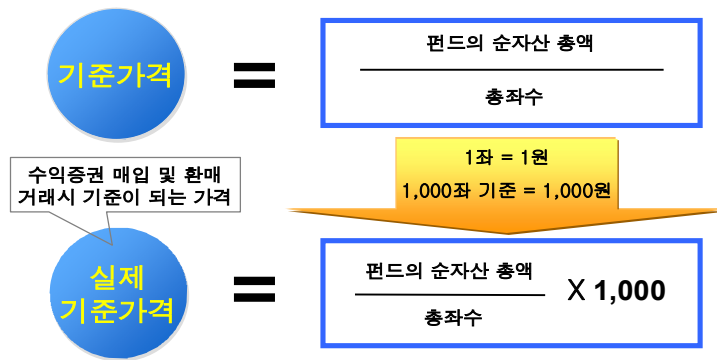 기준가격
=
펀드의 순자산 총액
총좌수
1좌 = 1원
1,000좌 기준 = 1,000원
수익증권 매입 및 환매
거래시 기준이 되는 가격
실제
기준가격
=
펀드의 순자산 총액
총좌수
X 1,000